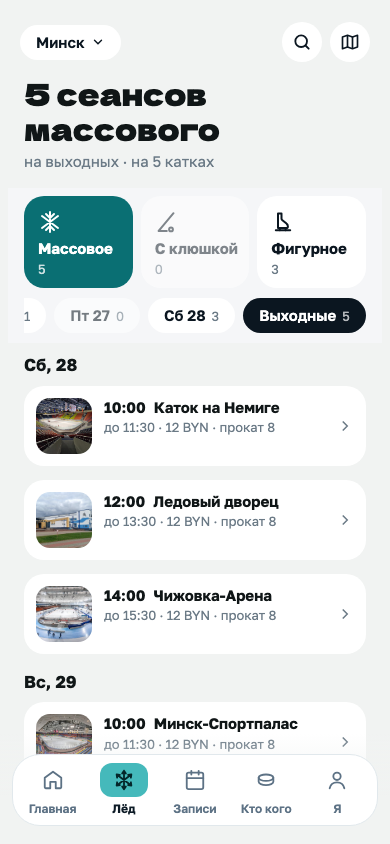 Минск
5 сеансов
массового
на выходных · на 5 катках
Массовое
5
С клюшкой
0
Фигурное
3
1
Пт 27 0
Сб 28 3
Выходные 5
Сб, 28
10:00 Каток на Немиге
до 11:30 · 12 BYN · прокат 8
12:00 Ледовый дворец
до 13:30 · 12 BYN · прокат 8
14:00 Чижовка-Арена
до 15:30 · 12 BYN · прокат 8
Вс, 29
10:00 Минск-Спортпалас
до 11:30 · 12 BYN · прокат 8
Главная
Лёд
Записи
Кто кого
Я